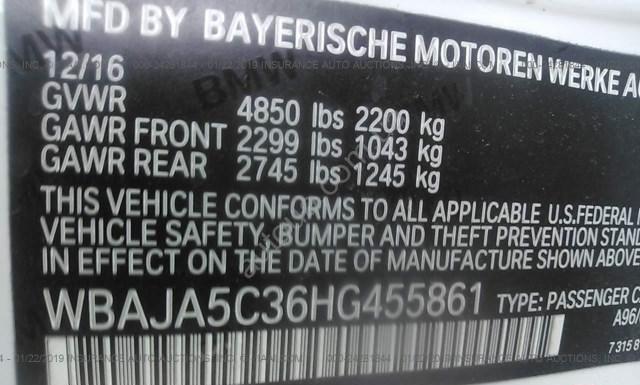 MFD BY BAYERISCHE MOTOREN WERKE AG
12/16
GVWR 4850 lbs 2200 kg
GAWR FRONT 2299 lbs 1043 kg
GAWR REAR 2745 lbs 1245 kg
THIS VEHICLE CONFORMS TO ALL APPLICABLE U.S.FEDERAL
VEHICLE SAFETY, BUMPER AND THEFT PREVENTION STAND
IN EFFECT ON THE DATE OF MANUFACTURE SHOWN ABOVE
WBAJA5C36HG455861 TYPE: PASSENGER C
A96/
7 315 8